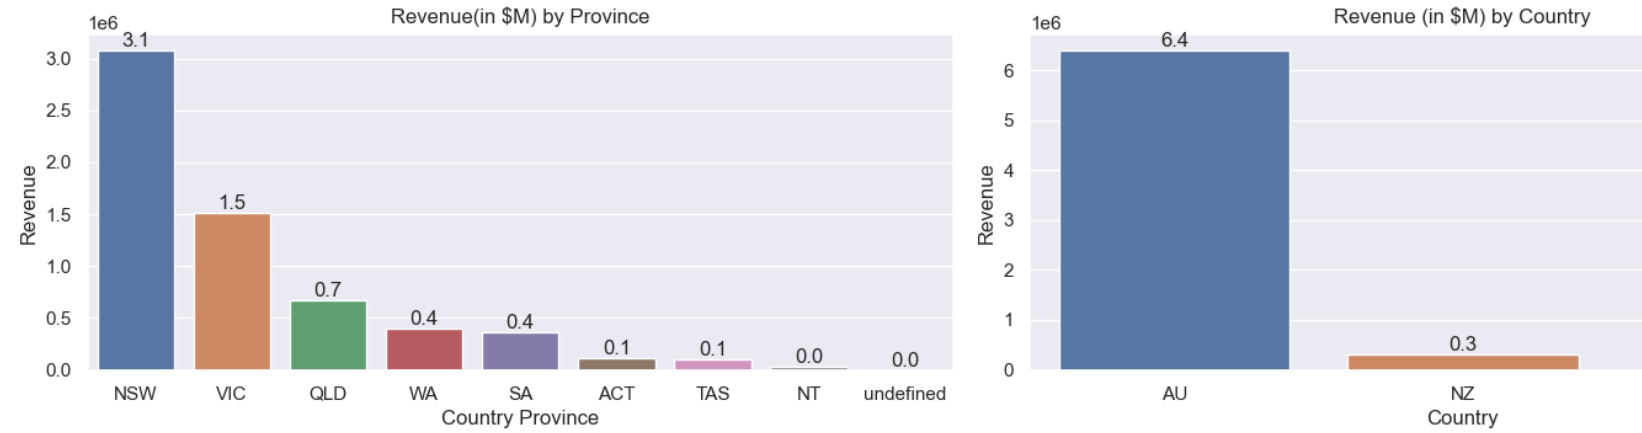 Revenue(in $M) by Province
1e6
3.0
2.5
2.0
1.5
1.0
0.5
0.0
Revenue
3.1
1.5
0.7
0.4
0.4
0.1
0.1
0.0
0.0
NSW VIC QLD WA SA ACT TAS NT undefined
Country Province
Revenue (in $M) by Country
1e6
6
5
4
3
2
1
0
Revenue
6.4
0.3
AU NZ
Country